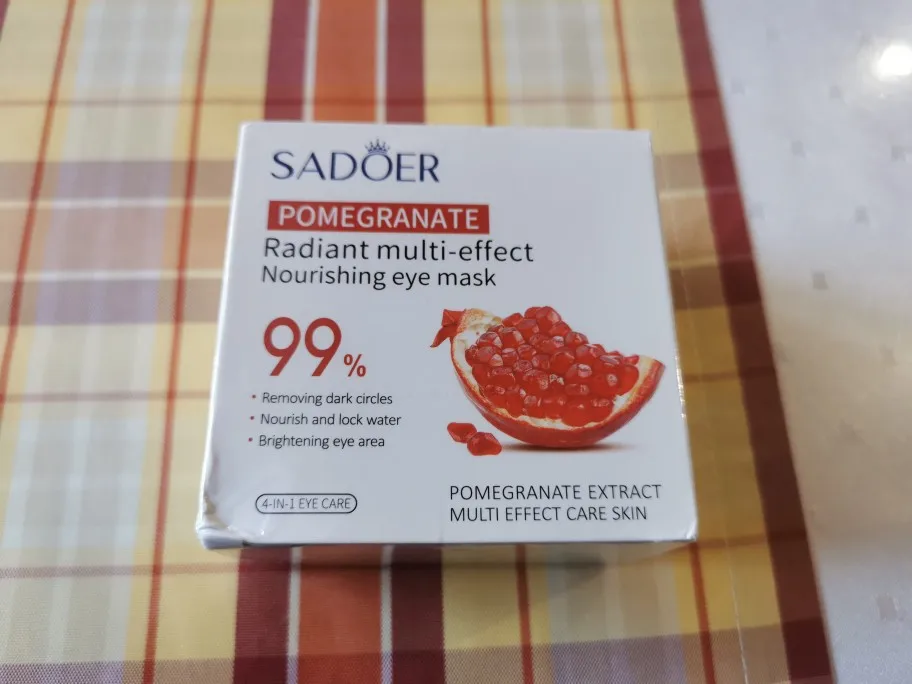 SADOER
POMEGRANATE
Radiant multi-effect
Nourishing eye mask
99%
• Removing dark circles
• Nourish and lock water
• Brightening eye area
4-IN-1 EYE CARE
POMEGRANATE EXTRACT
MULTI EFFECT CARE SKIN